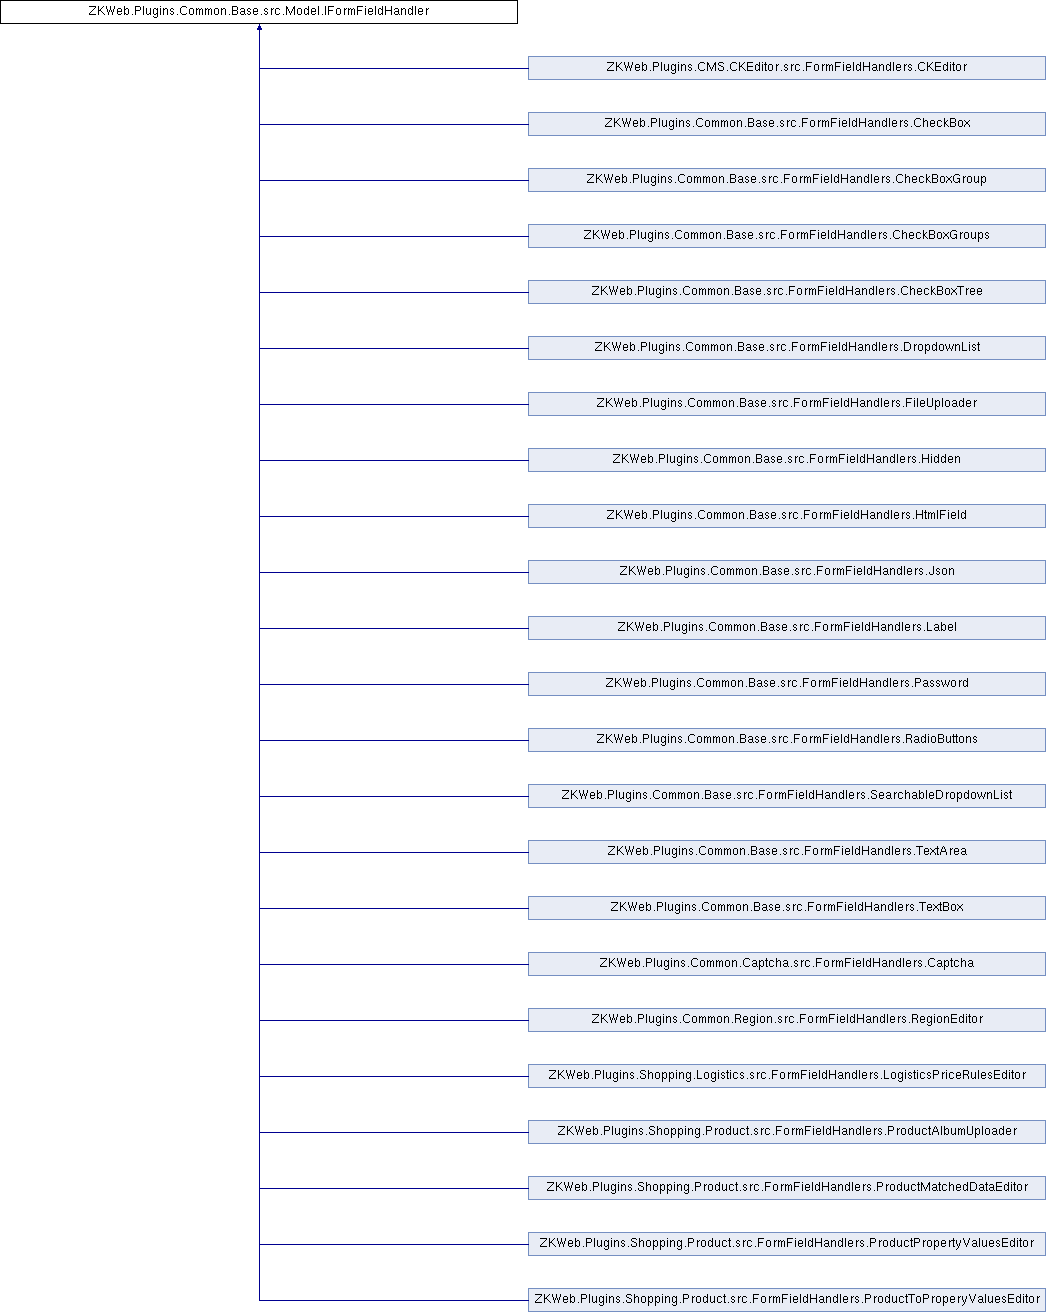 ZKWeb.Plugins.Common.Base.src.Model.IFormFieldHandler
ZKWeb.Plugins.CMS.CKEditor.src.FormFieldHandlers.CKEditor
ZKWeb.Plugins.Common.Base.src.FormFieldHandlers.CheckBox
ZKWeb.Plugins.Common.Base.src.FormFieldHandlers.CheckBoxGroup
ZKWeb.Plugins.Common.Base.src.FormFieldHandlers.CheckBoxGroups
ZKWeb.Plugins.Common.Base.src.FormFieldHandlers.CheckBoxTree
ZKWeb.Plugins.Common.Base.src.FormFieldHandlers.DropdownList
ZKWeb.Plugins.Common.Base.src.FormFieldHandlers.FileUploader
ZKWeb.Plugins.Common.Base.src.FormFieldHandlers.Hidden
ZKWeb.Plugins.Common.Base.src.FormFieldHandlers.HtmlField
ZKWeb.Plugins.Common.Base.src.FormFieldHandlers.Json
ZKWeb.Plugins.Common.Base.src.FormFieldHandlers.Label
ZKWeb.Plugins.Common.Base.src.FormFieldHandlers.Password
ZKWeb.Plugins.Common.Base.src.FormFieldHandlers.RadioButtons
ZKWeb.Plugins.Common.Base.src.FormFieldHandlers.SearchableDropdownList
ZKWeb.Plugins.Common.Base.src.FormFieldHandlers.TextArea
ZKWeb.Plugins.Common.Base.src.FormFieldHandlers.TextBox
ZKWeb.Plugins.Common.Captcha.src.FormFieldHandlers.Captcha
ZKWeb.Plugins.Common.Region.src.FormFieldHandlers.RegionEditor
ZKWeb.Plugins.Shopping.Logistics.src.FormFieldHandlers.LogisticsPriceRulesEditor
ZKWeb.Plugins.Shopping.Product.src.FormFieldHandlers.ProductAlbumUploader
ZKWeb.Plugins.Shopping.Product.src.FormFieldHandlers.ProductMatchedDataEditor
ZKWeb.Plugins.Shopping.Product.src.FormFieldHandlers.ProductPropertyValuesEditor
ZKWeb.Plugins.Shopping.Product.src.FormFieldHandlers.ProductToProperyValuesEditor